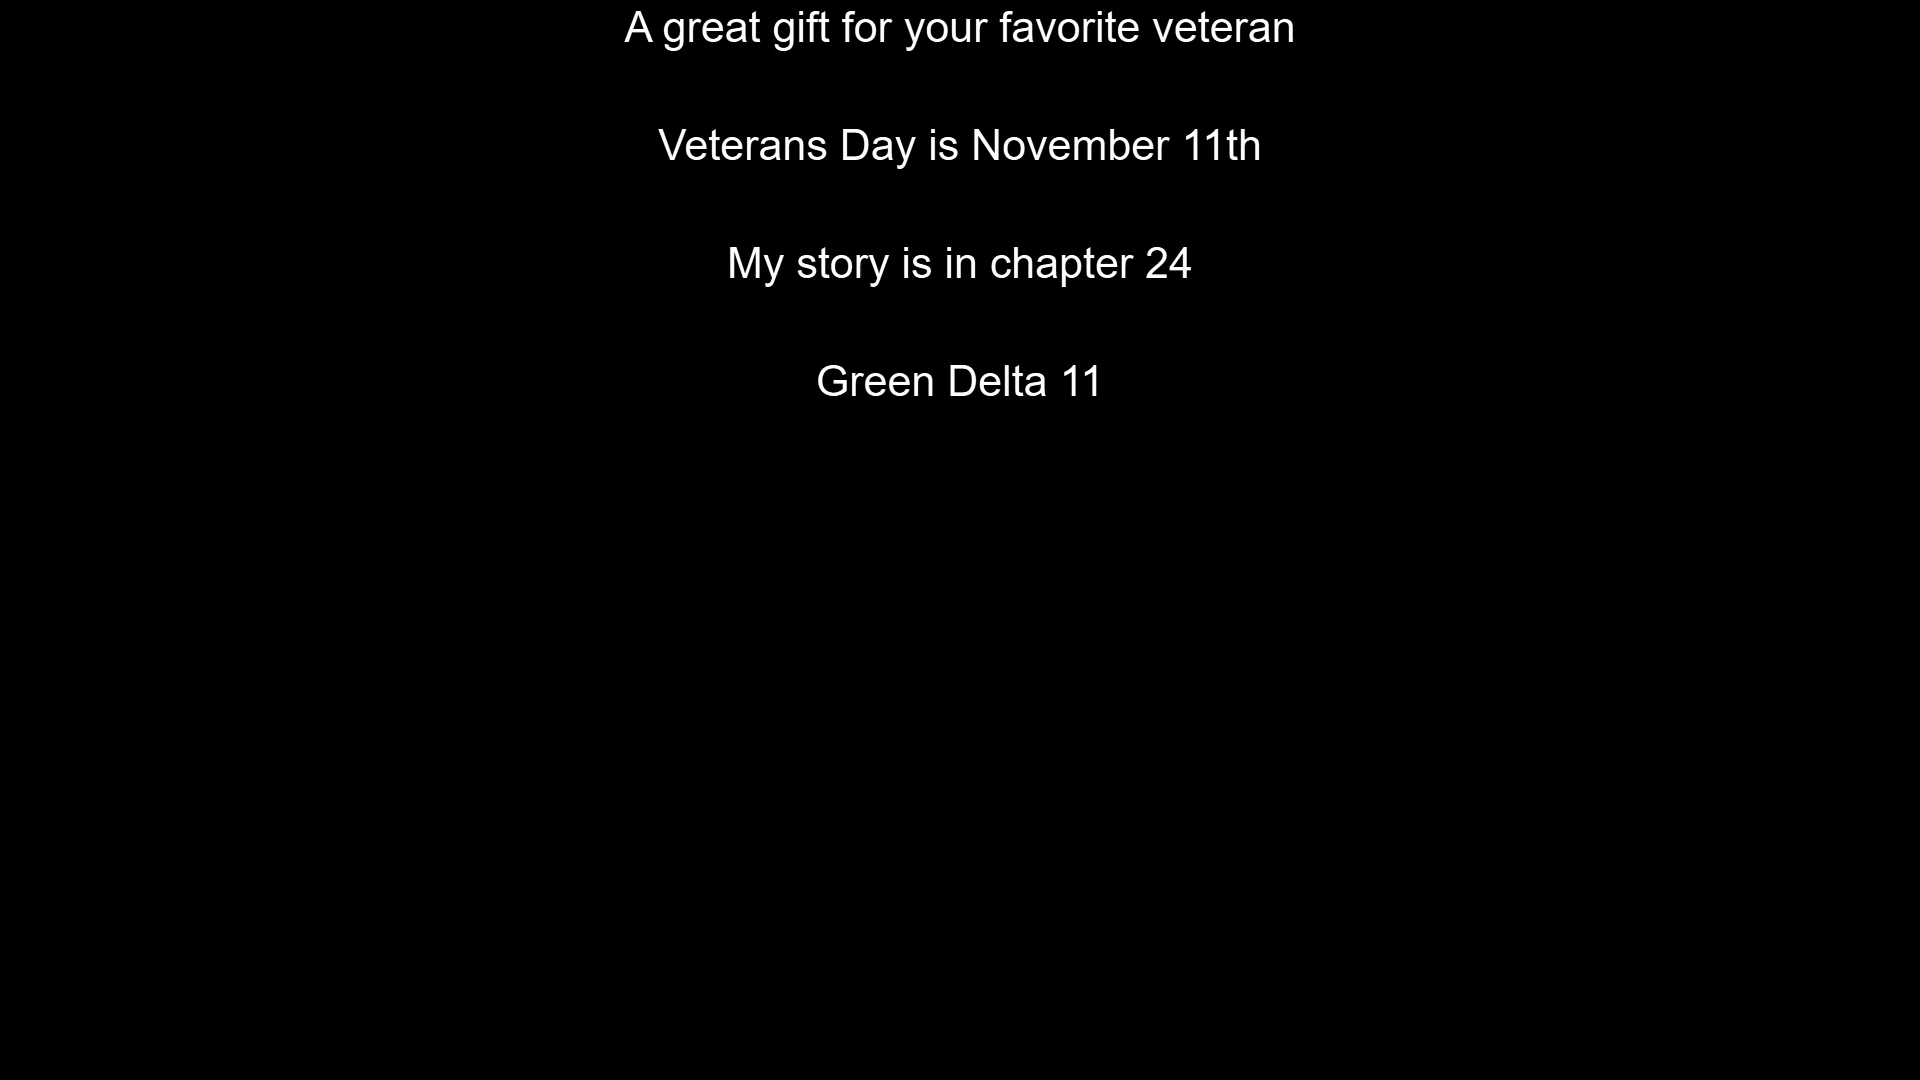 A great gift for your favorite veteran
Veterans Day is November 11th
My story is in chapter 24
Green Delta 11